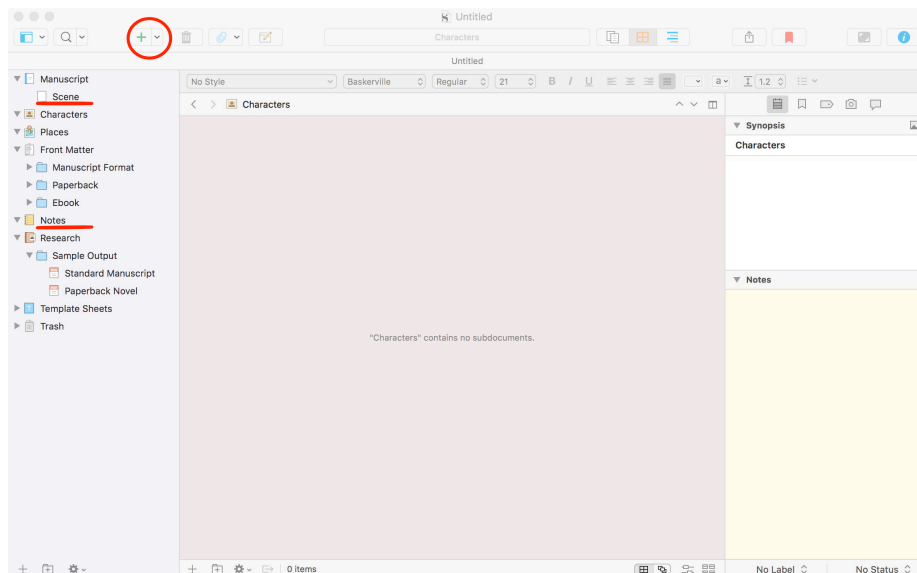 Untitled
Characters
Untitled
Manuscript
Scene
Characters
Places
Front Matter
Manuscript Format
Paperback
Ebook
Notes
Research
Sample Output
Standard Manuscript
Paperback Novel
Template Sheets
Trash
No Style Baskerville Regular 21 B I U a 1.2
Characters
"Characters" contains no subdocuments.
0 items
Synopsis
Characters
Notes
No Label No Status